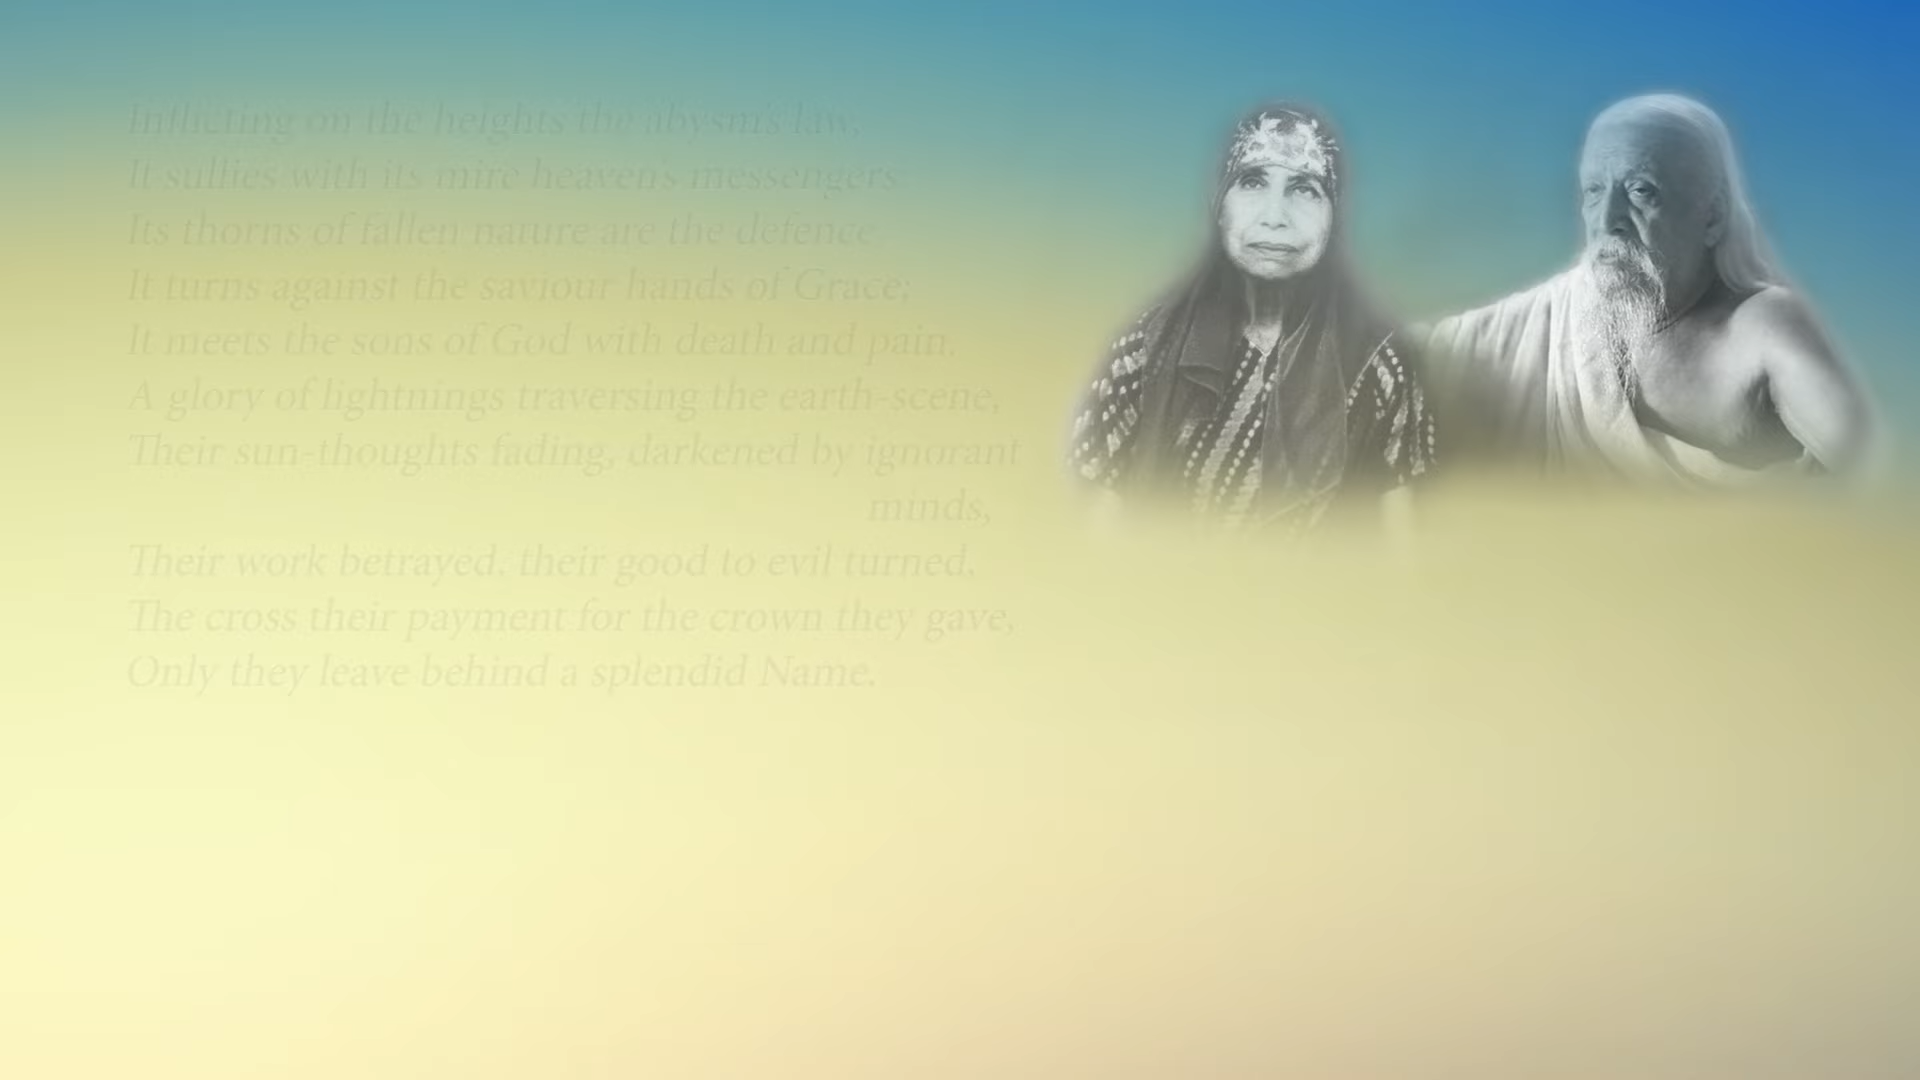 Inflicting on the heights the abysm's law,
It sullies with its mire heaven's messengers
Its thorns of fallen nature are the defence
It turns against the saviour hands of Grace;
It meets the sons of God with death and pain.
A glory of lightnings traversing the earth-scene,
Their sun-thoughts fading, darkened by ignorant
minds,
Their work betrayed, their good to evil turned,
The cross their payment for the crown they gave,
Only they leave behind a splendid Name.